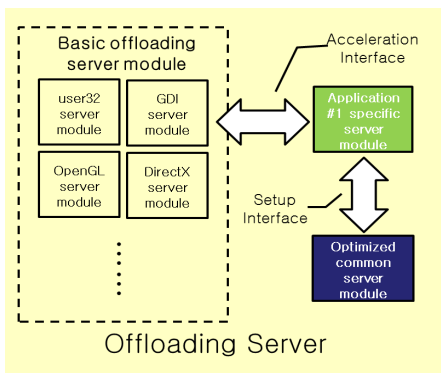 Basic offloading
server module
user32
server
module
GDI
server
module
OpenGL
server
module
DirectX
server
module
Acceleration
Interface
Application
#1 specific
server
module
Setup
Interface
Optimized
common
server
module
Offloading Server